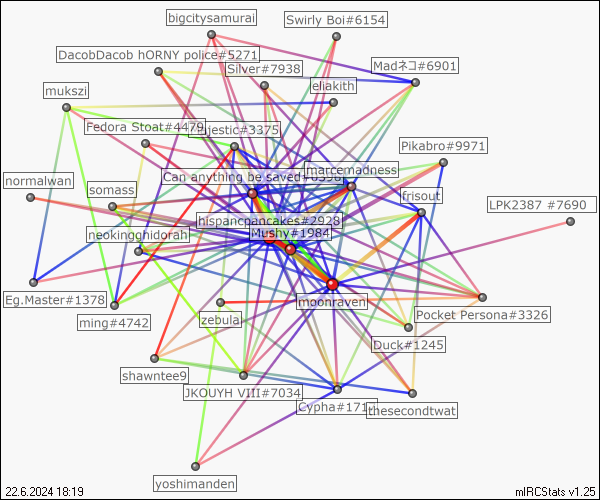 bigcitysamurai
Swirly Boi#6154
DacobDacob hORNY police#5271
Silver#7938
Madネコ#6901
mukszi
eliakith
Fedora Stoat#4479
Pikabro#9971
Can anything be saved
marcemadness
normalwan
somass
frisout
LPK2387 #7690
hispancpancakes#2928
neokingghidorah
Mushy#1984
Eg.Master#1378
moonraven
ming#4742
zebula
Pocket Persona#3326
Duck#1245
shawntee9
JKOUYH VIII#7034
Cypha#171
thesecondtwat
yoshimanden
22.6.2024 18:19
mIRCStats v1.25